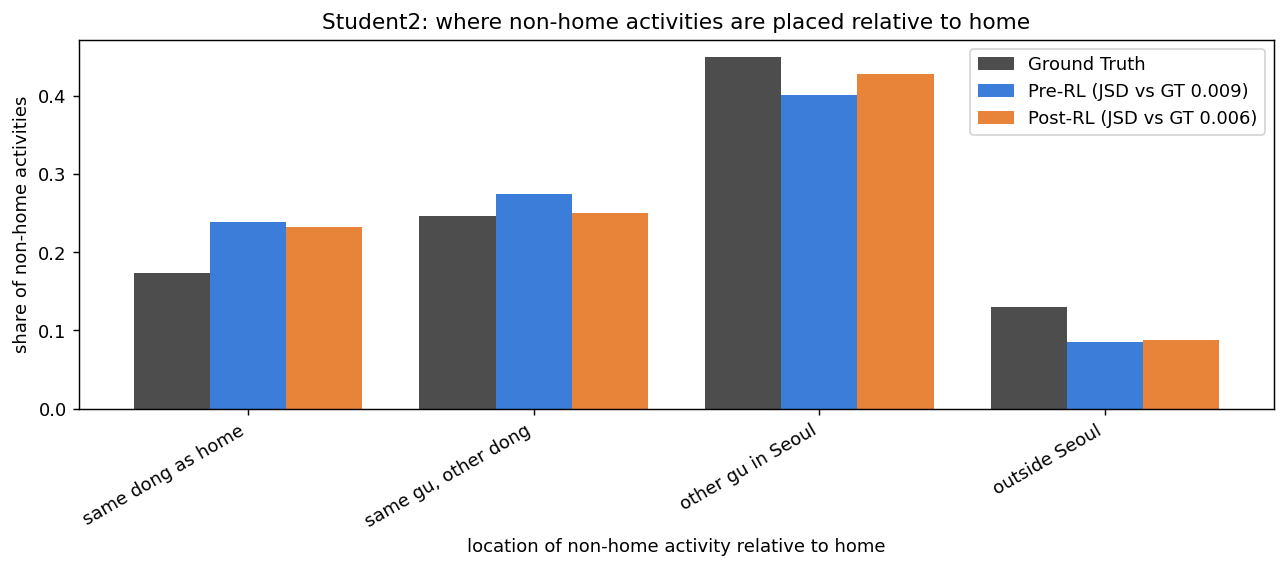 Student2: where non-home activities are placed relative to home
Ground Truth
Pre-RL (JSD vs GT 0.009)
Post-RL (JSD vs GT 0.006)
share of non-home activities
0.4
0.3
0.2
0.1
0.0
same dong as home
same gu, other dong
other gu in Seoul
outside Seoul
location of non-home activity relative to home